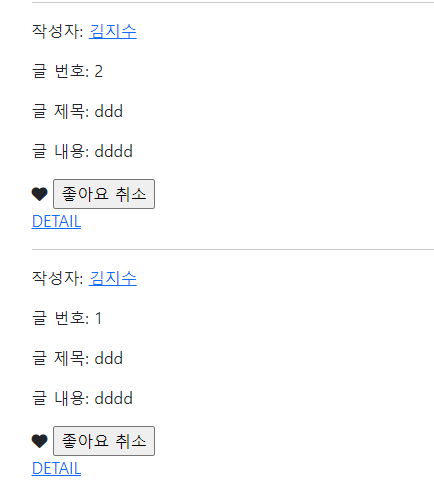 작성자: 김지수
글 번호: 2
글 제목: ddd
글 내용: dddd
좋아요 취소
DETAIL
작성자: 김지수
글 번호: 1
글 제목: ddd
글 내용: dddd
좋아요 취소
DETAIL